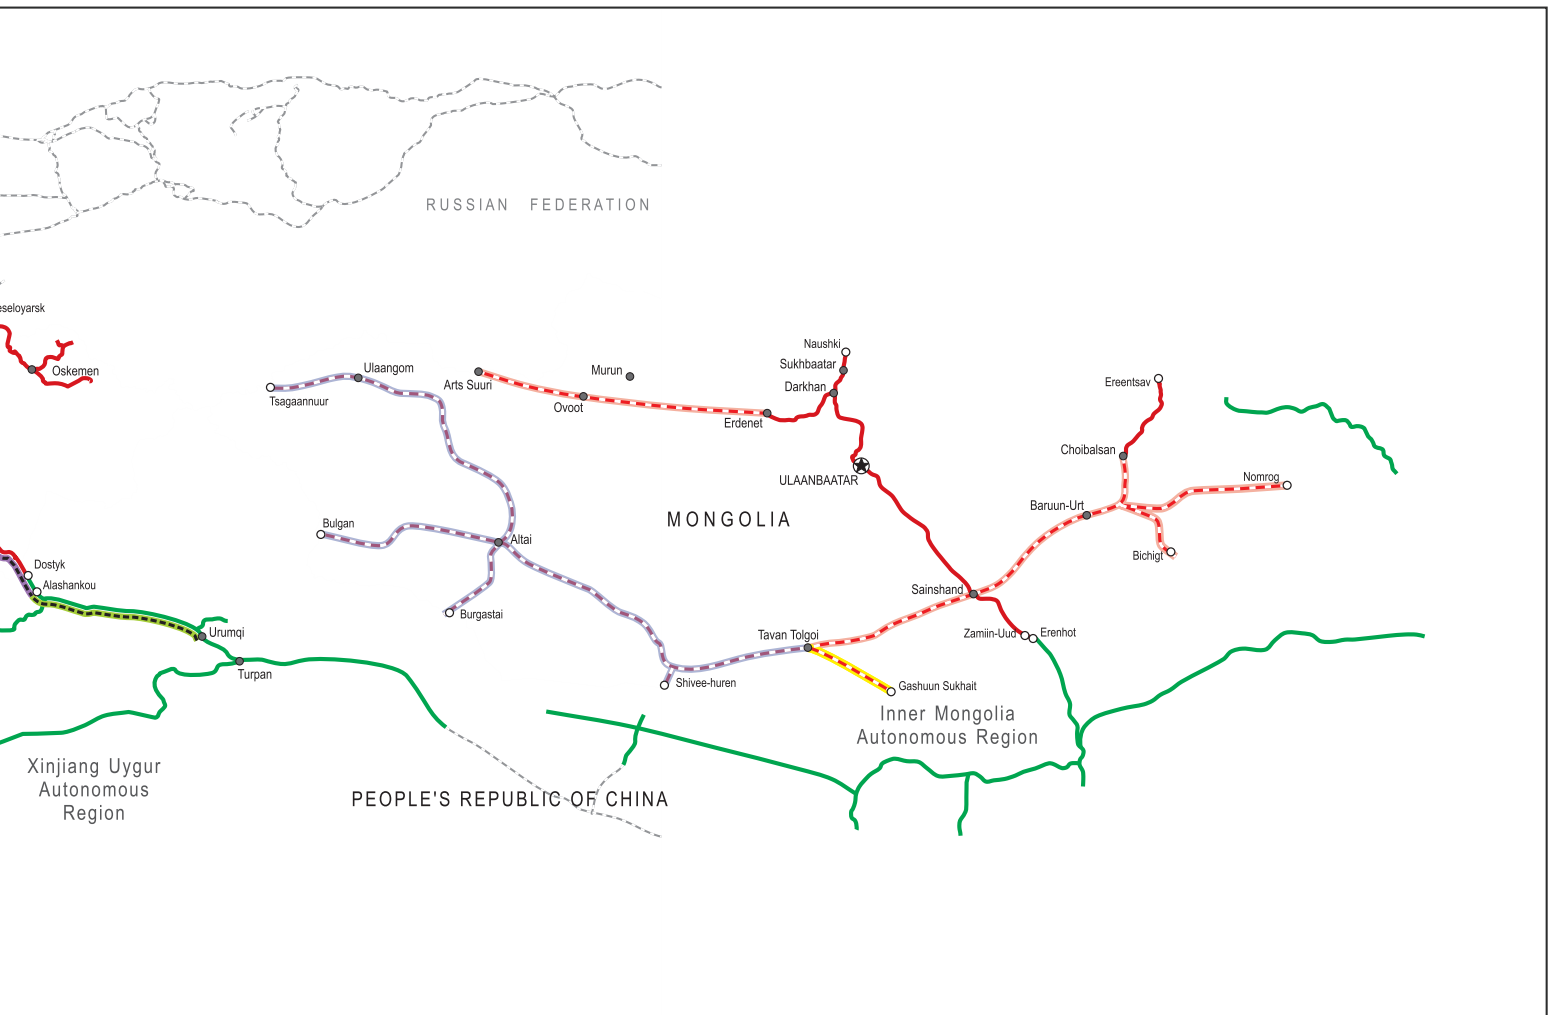 RUSSIAN FEDERATION
eseloyarsk
Oskemen
Naushki
Sukhbaatar
Darkhan
Ulaangom
Tsagaannuur
Arts Suuri
Murun
Ovoot
Erdenet
Ereentsav
Choibalsan
ULAANBAATAR
Nomrog
MONGOLIA
Baruun-Urt
Bulgan
Altai
Bichigt
Dostyk
Alashankou
Sainshand
Burgastai
Urumqi
Tavan Tolgoi
Zamiin-Uud
Erenhot
Turpan
Shivee-huren
Gashuun Sukhait
Inner Mongolia
Autonomous Region
Xinjiang Uygur
Autonomous
Region
PEOPLE'S REPUBLIC OF CHINA